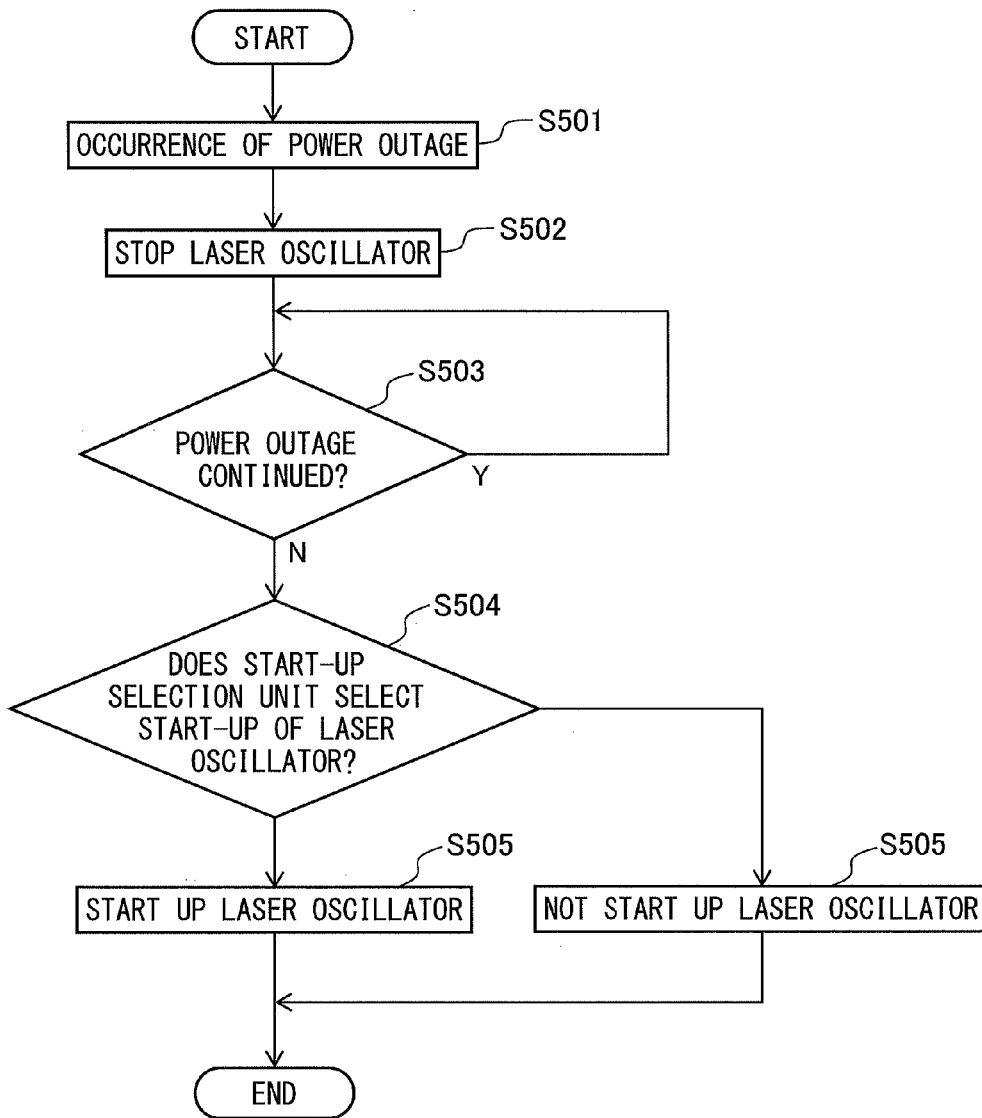 START
S501
OCCURRENCE OF POWER OUTAGE
S502
STOP LASER OSCILLATOR
S503
POWER OUTAGE
CONTINUED?
Y
N
S504
DOES START-UP
SELECTION UNIT SELECT
START-UP OF LASER
OSCILLATOR?
S505
START UP LASER OSCILLATOR
S505
NOT START UP LASER OSCILLATOR
END